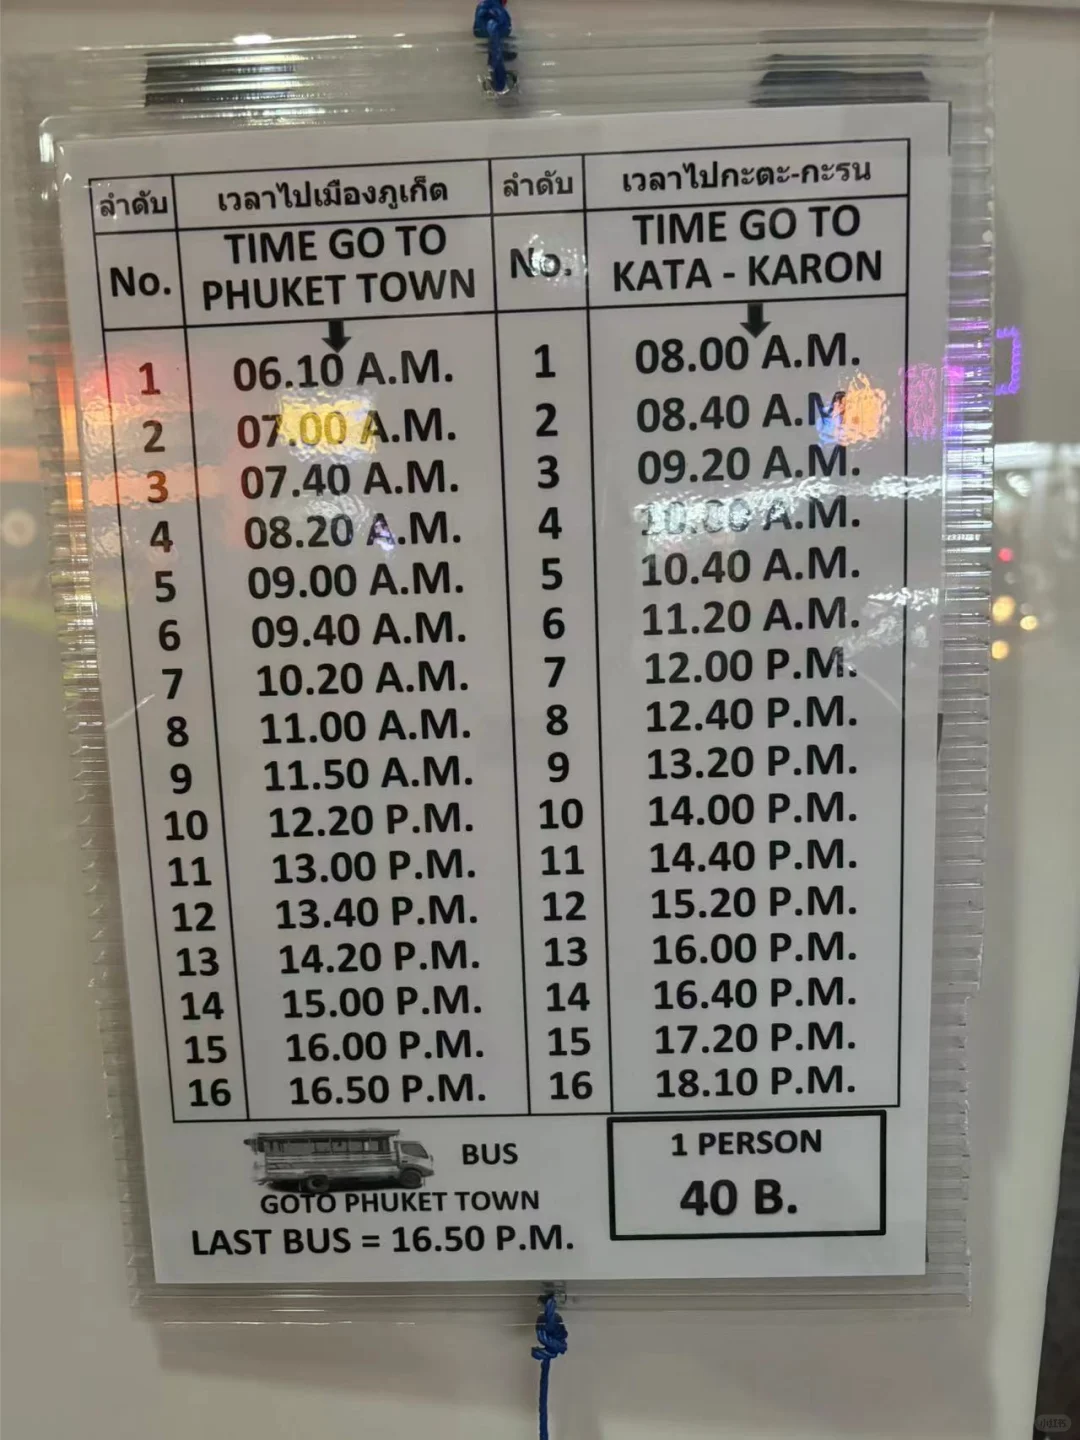 ลำดับ เวลาไปเมืองภูเก็ต ลำดับ เวลาไปกะตะ-กะรน
No. TIME GO TO PHUKET TOWN No. TIME GO TO KATA - KARON
1 06.10 A.M. 1 08.00 A.M.
2 07.00 A.M. 2 08.40 A.M.
3 07.40 A.M. 3 09.20 A.M.
4 08.20 A.M. 4 A.M.
5 09.00 A.M. 5 10.40 A.M.
6 09.40 A.M. 6 11.20 A.M.
7 10.20 A.M. 7 12.00 P.M.
8 11.00 A.M. 8 12.40 P.M.
9 11.50 A.M. 9 13.20 P.M.
10 12.20 P.M. 10 14.00 P.M.
11 13.00 P.M. 11 14.40 P.M.
12 13.40 P.M. 12 15.20 P.M.
13 14.20 P.M. 13 16.00 P.M.
14 15.00 P.M. 14 16.40 P.M.
15 16.00 P.M. 15 17.20 P.M.
16 16.50 P.M. 16 18.10 P.M.
BUS
GOTO PHUKET TOWN
LAST BUS = 16.50 P.M.
1 PERSON
40 B.